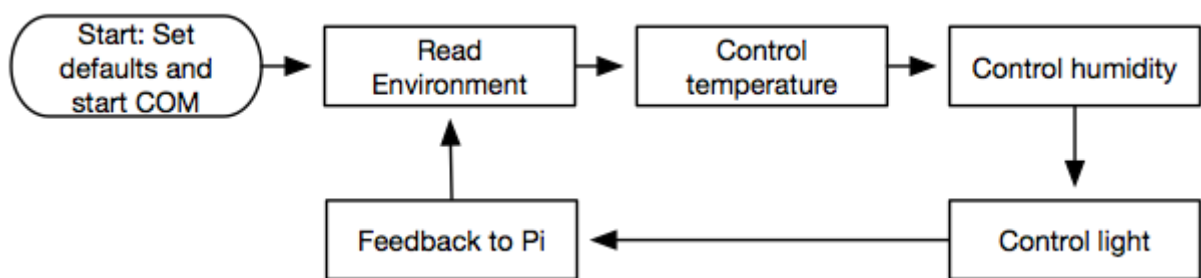 Start: Set
defaults and
start COM
Read
Environment
Control
temperature
Control humidity
Control light
Feedback to Pi